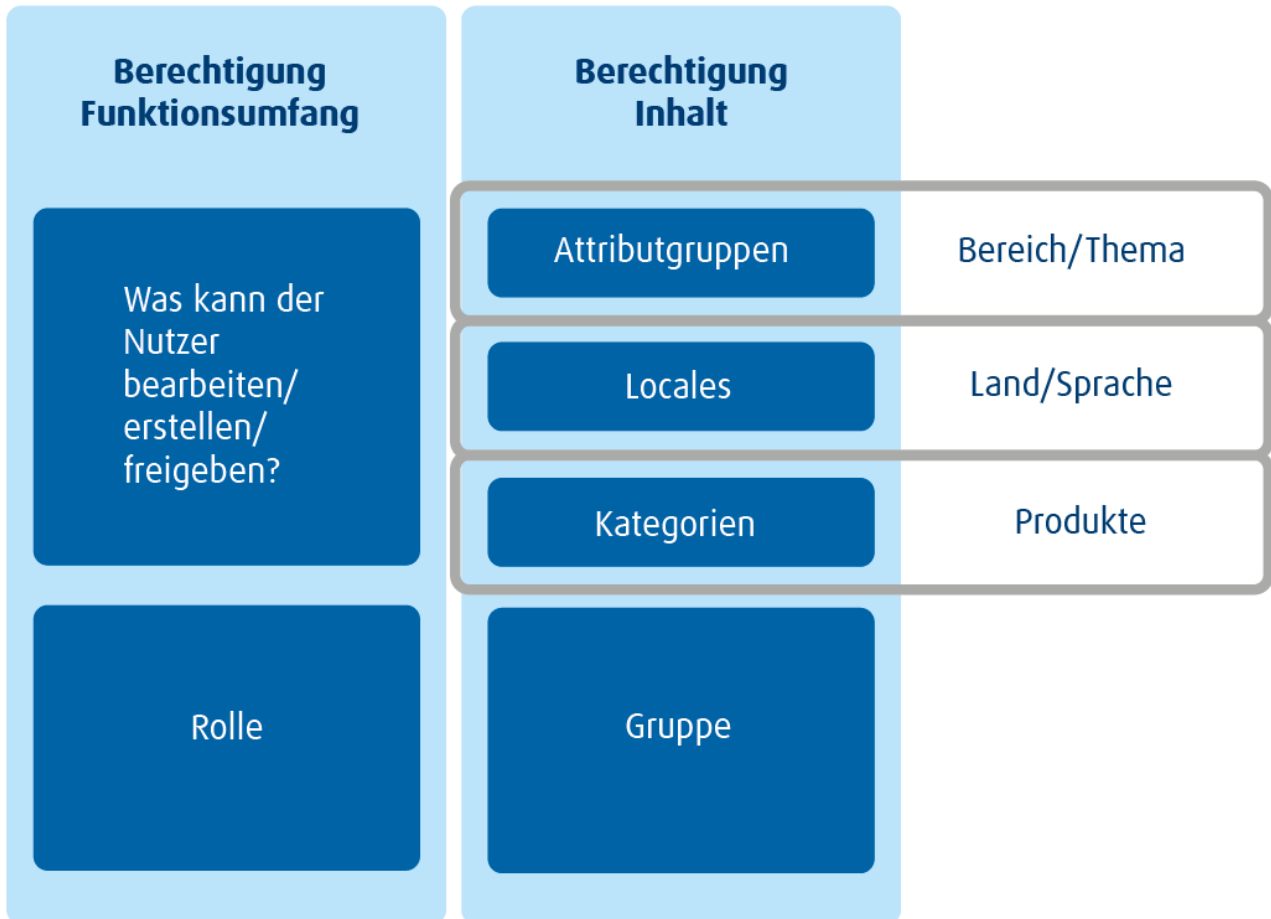 Berechtigung
Funktionsumfang
Berechtigung
Inhalt
Was kann der
Nutzer
bearbeiten/
erstellen/
freigeben?
Attributgruppen
Bereich/Thema
Locales
Land/Sprache
Kategorien
Produkte
Rolle
Gruppe